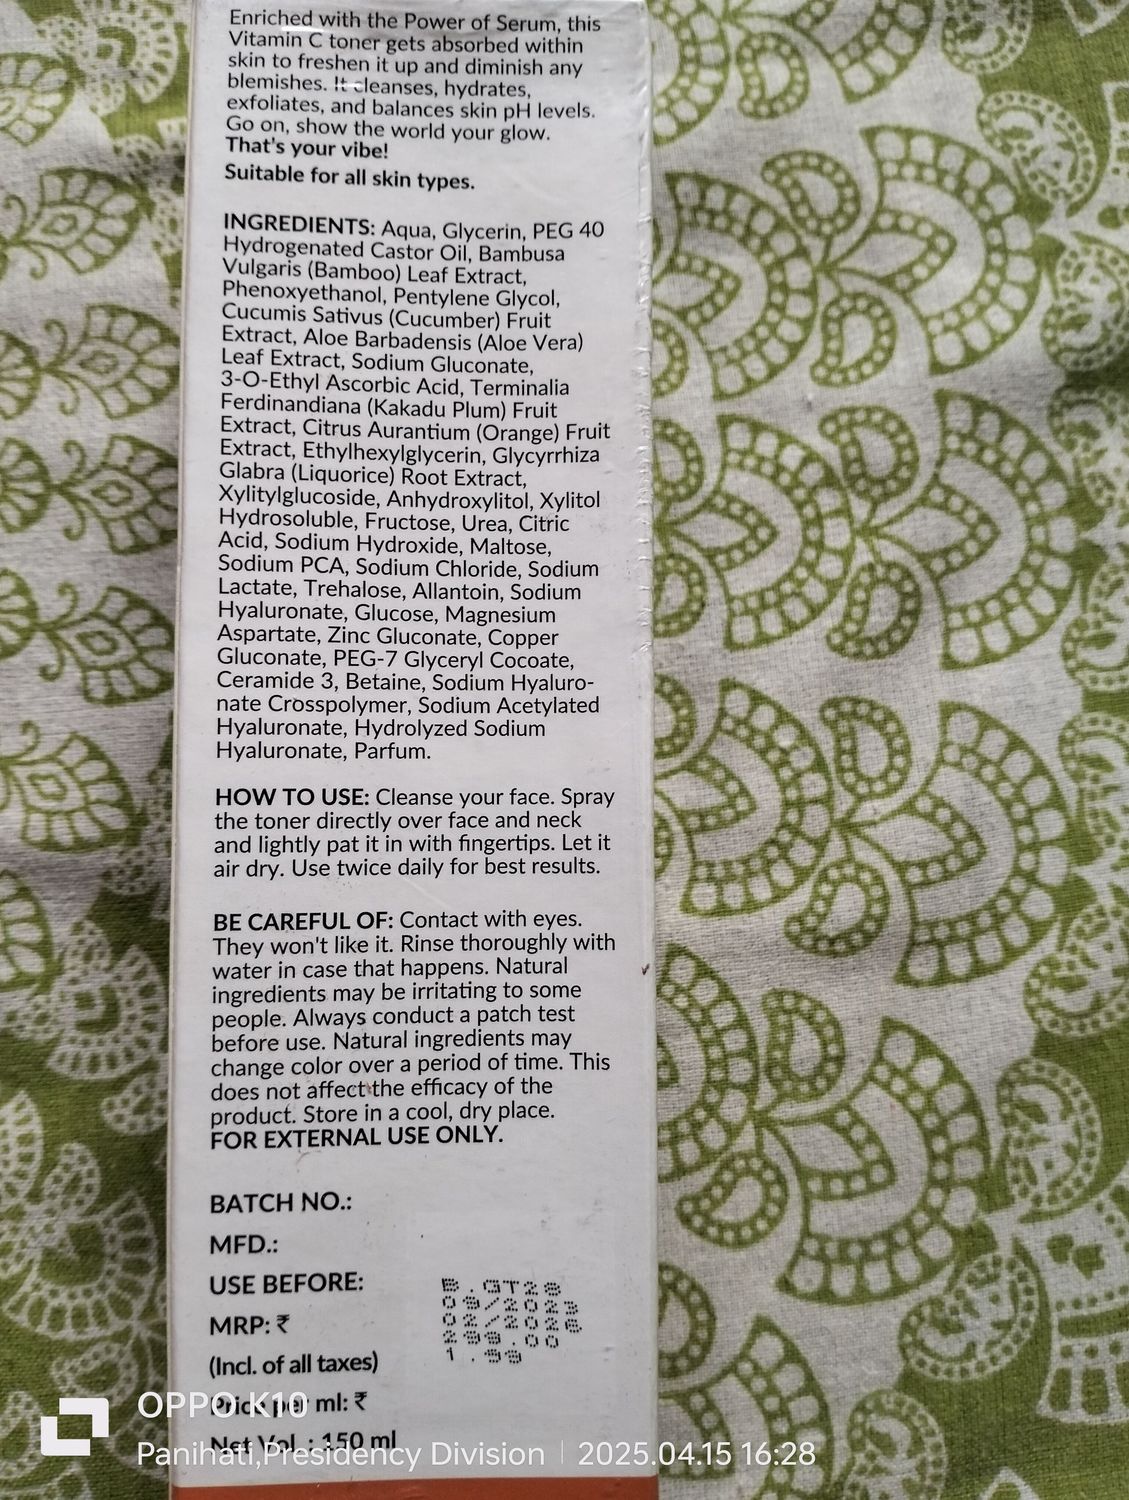 Enriched with the Power of Serum, this
Vitamin C toner gets absorbed within
skin to freshen it up and diminish any
blemishes. It cleanses, hydrates,
exfoliates, and balances skin pH levels.
Go on, show the world your glow.
That's your vibe!
Suitable for all skin types.
INGREDIENTS: Aqua, Glycerin, PEG 40
Hydrogenated Castor Oil, Bambusa
Vulgaris (Bamboo) Leaf Extract,
Phenoxyethanol, Pentylene Glycol,
Cucumis Sativus (Cucumber) Fruit
Extract, Aloe Barbadensis (Aloe Vera)
Leaf Extract, Sodium Gluconate,
3-O-Ethyl Ascorbic Acid, Terminalia
Ferdinandiana (Kakadu Plum) Fruit
Extract, Citrus Aurantium (Orange) Fruit
Extract, Ethylhexylglycerin, Glycyrrhiza
Glabra (Liquorice) Root Extract,
Xylitylglucoside, Anhydroxylitol, Xylitol
Hydrosoluble, Fructose, Urea, Citric
Acid, Sodium Hydroxide, Maltose,
Sodium PCA, Sodium Chloride, Sodium
Lactate, Trehalose, Allantoin, Sodium
Hyaluronate, Glucose, Magnesium
Aspartate, Zinc Gluconate, Copper
Gluconate, PEG-7 Glyceryl Cocoate,
Ceramide 3, Betaine, Sodium Hyaluro-
nate Crosspolymer, Sodium Acetylated
Hyaluronate, Hydrolyzed Sodium
Hyaluronate, Parfum.
HOW TO USE: Cleanse your face. Spray
the toner directly over face and neck
and lightly pat it in with fingertips. Let it
air dry. Use twice daily for best results.
BE CAREFUL OF: Contact with eyes.
They won't like it. Rinse thoroughly with
water in case that happens. Natural
ingredients may be irritating to some
people. Always conduct a patch test
before use. Natural ingredients may
change color over a period of time. This
does not affect the efficacy of the
product. Store in a cool, dry place.
FOR EXTERNAL USE ONLY.
BATCH NO.:
MFD.:
USE BEFORE:
MRP: ₹
(Incl. of all taxes)
Price per ml: ₹
Net Vol.: 150 ml
B.GT28
09/2023
02/2026
299.00
1.99
OPPO K10
Panihati,Presidency Division | 2025.04.15 16:28